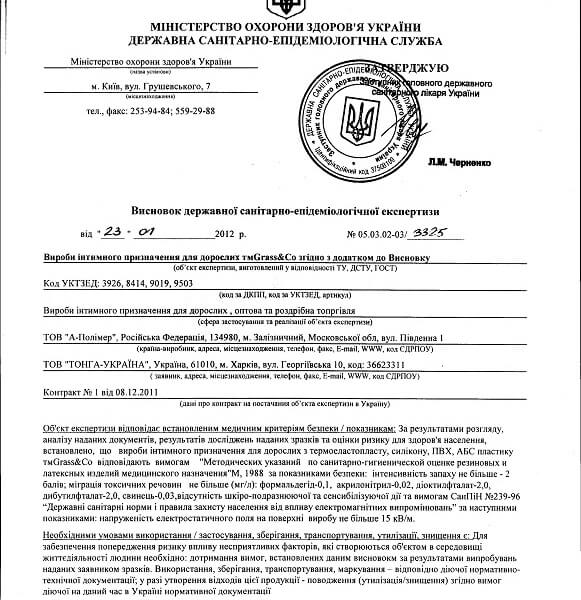 МІНІСТЕРСТВО ОХОРОНИ ЗДОРОВ'Я УКРАЇНИ
ДЕРЖАВНА САНІТАРНО-ЕПІДЕМІОЛОГІЧНА СЛУЖБА
Міністерство охорони здоров'я України
(назва установи)
м. Київ, вул. Грушевського, 7
(місцезнаходження)
тел., факс: 253-94-84; 559-29-88
ЗАТВЕРДЖУЮ
Заступник головного державного
санітарного лікаря України
Л.М. Черненко
Висновок державної санітарно-епідеміологічної експертизи
від "23" 01 2012 р. № 05.03.02-03/ 3325
Вироби інтимного призначення для дорослих тмGrass&Co згідно з додатком до Висновку
(об'єкт експертизи, виготовлений у відповідності ТУ, ДСТУ, ГОСТ)
Код УКТЗЕД: 3926, 8414, 9019, 9503
(код за ДКПП, код за УКТЗЕД, артикул)
Вироби інтимного призначення для дорослих , оптова та роздрібна торгівля
(сфера застосування та реалізації об'єкта експертизи)
ТОВ "А-Полімер", Російська Федерація, 134980, м. Залізничний, Московської обл, вул. Південна 1
(країна-виробник, адреса, місцезнаходження, телефон, факс, E-mail, WWW, код ЄДРПОУ)
ТОВ "ТОНГА-УКРАЇНА", Україна, 61010, м. Харків, вул. Георгіївська 10, код: 36623311
( заявник, адреса, місцезнаходження, телефон, факс, E-mail, WWW, код ЄДРПОУ)
Контракт № 1 від 08.12.2011
(дані про контракт на постачання об'єкта експертизи в Україну)
Об'єкт експертизи відповідає встановленим медичним критеріям безпеки / показникам: За результатами розгляду,
аналізу наданих документів, результатів досліджень наданих зразків та оцінки ризику для здоров'я населення,
встановлено, що вироби інтимного призначення для дорослих з термоеластопласту, силікону, ПВХ, АБС пластику
тмGrass&Co відповідають вимогам "Методических указаний по санитарно-гигиенической оценке резиновых и
латексных изделий медицинского назначения"М, 1988 за показниками безпеки: інтенсивність запаху не більше - 2
балів; міграція токсичних речовин не більше (мг/л): формальдегід-0,1, акрилонітрил-0,02, діоктилфталат-2,0,
дибутилфталат-2,0, свинець-0,03,відсутність шкіро-подразнюючої та сенсибілізуючої дії та вимогам СанПіН №239-96
"Державні санітарні норми і правила захисту населення від впливу електромагнітних випромінювань" за наступними
показниками: напруженість електростатичного поля на поверхні виробу не більше 15 кВ/м.
Необхідними умовами використання / застосування, зберігання, транспортування, утилізації, знищення є: Для
забезпечення попередження ризику впливу несприятливих факторів, які створюються об'єктом в середовищі
життєдіяльності людини необхідно: дотримання вимог, встановлених даним висновком за результатами випробувань
наданих заявником зразків. Використання, зберігання, транспортування, маркування – відповідно діючої нормативно-
технічної документації; у разі утворення відходів цієї продукції - поводження (утилізація/знищення) згідно вимог
діючої на даний час в Україні нормативної документації